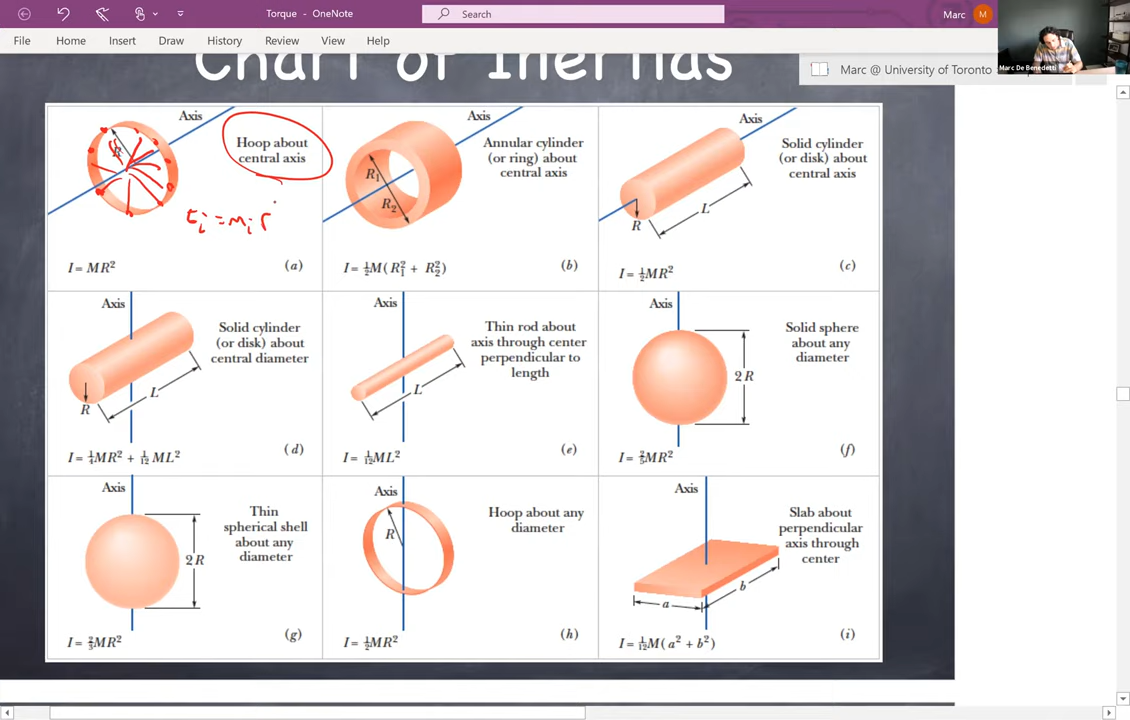 Torque - OneNote
Search
Marc
M
File Home Insert Draw History Review View Help
Marc De Benedetti
Marc @ University of Toronto
Chart of Inertias
Axis
R
Hoop about
central axis
I = MR²
(a)
Axis
R₁
R₂
Annular cylinder
(or ring) about
central axis
I = ½M(R₁² + R₂²)
(b)
Axis
R
L
Solid cylinder
(or disk) about
central axis
I = ½MR²
(c)
Axis
R
L
Solid cylinder
(or disk) about
central diameter
I = ¼MR² + 1/12 ML²
(d)
Axis
L
Thin rod about
axis through center
perpendicular to
length
I = 1/12 ML²
(e)
Axis
2R
Solid sphere
about any
diameter
I = ⅖MR²
(f)
Axis
2R
Thin
spherical shell
about any
diameter
I = ⅔MR²
(g)
Axis
R
Hoop about any
diameter
I = ½MR²
(h)
Axis
a
b
Slab about
perpendicular
axis through
center
I = 1/12 M(a² + b²)
(i)